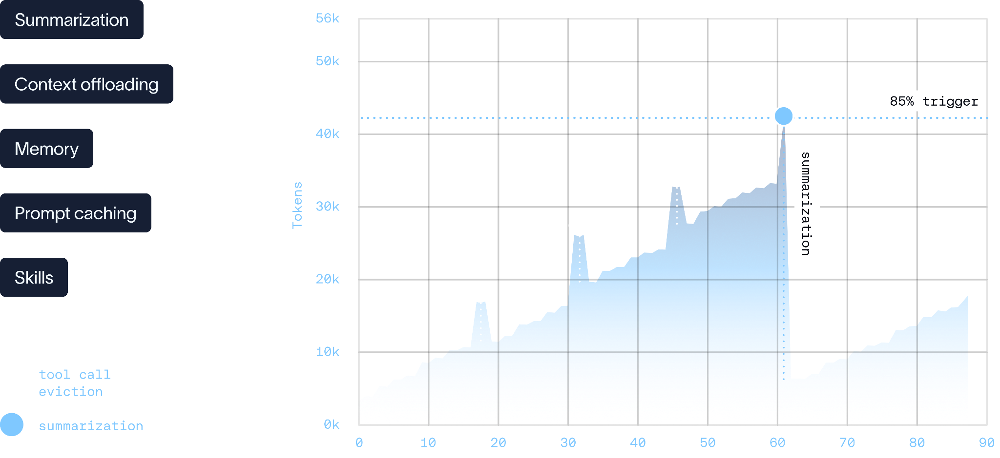 Summarization
Context offloading
Memory
Prompt caching
Skills
tool call
eviction
summarization
Tokens
56k
50k
40k
30k
20k
10k
0k
85% trigger
summarization
0 10 20 30 40 50 60 70 80 90